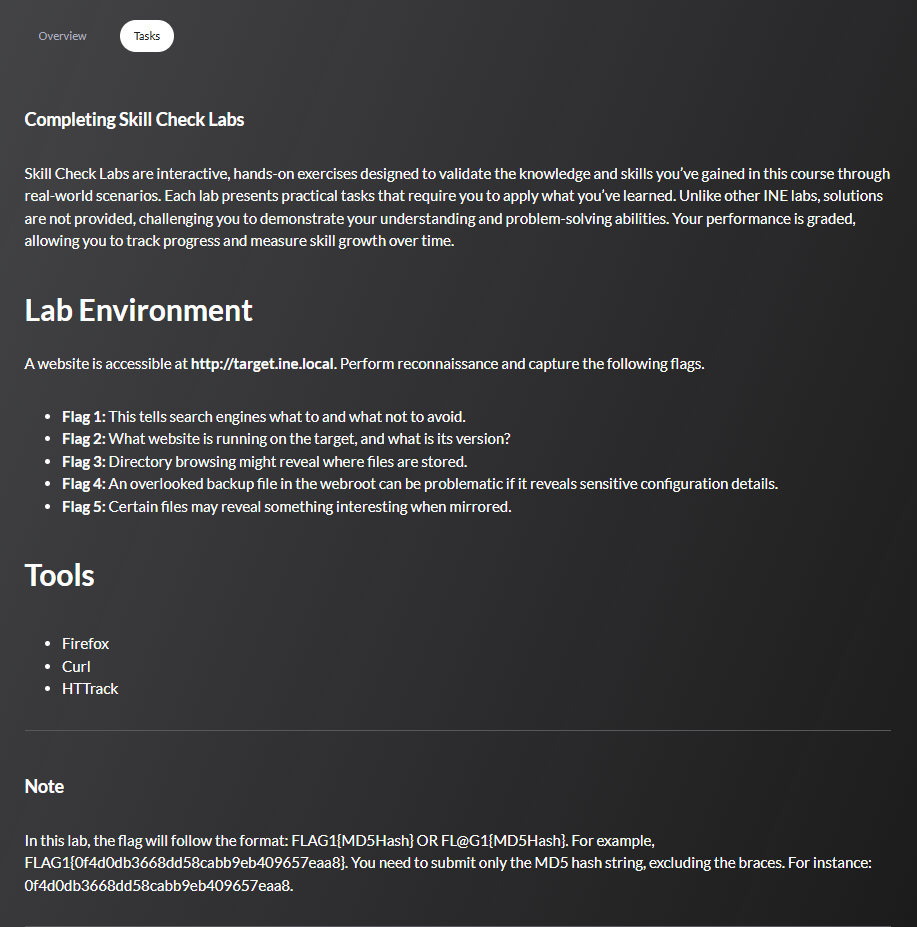 Overview
Tasks
Completing Skill Check Labs
Skill Check Labs are interactive, hands-on exercises designed to validate the knowledge and skills you’ve gained in this course through
real-world scenarios. Each lab presents practical tasks that require you to apply what you’ve learned. Unlike other INE labs, solutions
are not provided, challenging you to demonstrate your understanding and problem-solving abilities. Your performance is graded,
allowing you to track progress and measure skill growth over time.
Lab Environment
A website is accessible at http://target.ine.local. Perform reconnaissance and capture the following flags.
• Flag 1: This tells search engines what to and what not to avoid.
• Flag 2: What website is running on the target, and what is its version?
• Flag 3: Directory browsing might reveal where files are stored.
• Flag 4: An overlooked backup file in the webroot can be problematic if it reveals sensitive configuration details.
• Flag 5: Certain files may reveal something interesting when mirrored.
Tools
• Firefox
• Curl
• HTTrack
Note
In this lab, the flag will follow the format: FLAG1{MD5Hash} OR FL@G1{MD5Hash}. For example,
FLAG1{0f4d0db3668dd58cabb9eb409657eaa8}. You need to submit only the MD5 hash string, excluding the braces. For instance:
0f4d0db3668dd58cabb9eb409657eaa8.